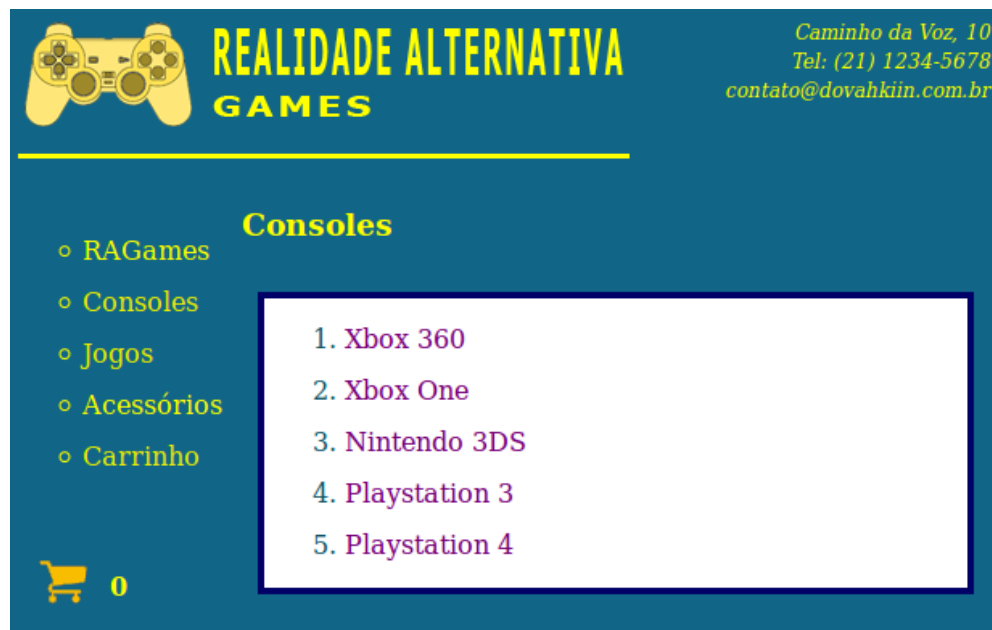 REALIDADE ALTERNATIVA
GAMES
Caminho da Voz, 10
Tel: (21) 1234-5678
contato@dovahkiin.com.br
RAGames
Consoles
Jogos
Acessórios
Carrinho
0
Consoles
1. Xbox 360
2. Xbox One
3. Nintendo 3DS
4. Playstation 3
5. Playstation 4